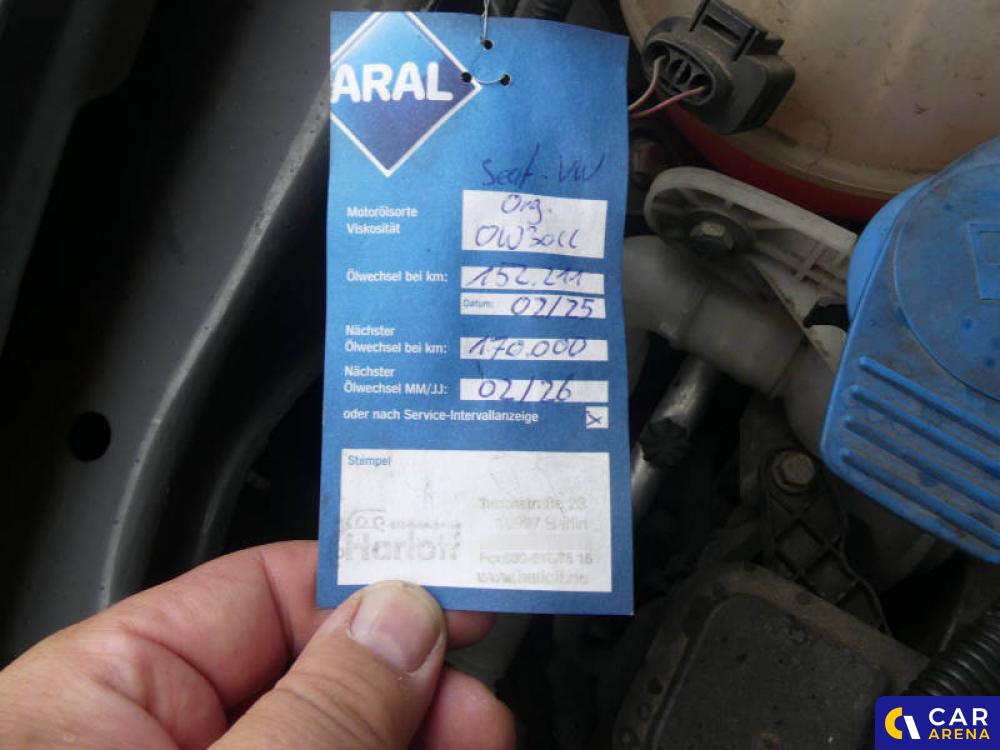 ARAL
Seat-VW
Motorölsorte
Viskosität
Org.
0W30LL
Ölwechsel bei km: 152.211
Datum: 02/25
Nächster
Ölwechsel bei km: 170.000
Nächster
Ölwechsel MM/JJ: 02/26
oder nach Service-Intervallanzeige x
Stempel
23
Berlin
Harloff
CAR
ARENA